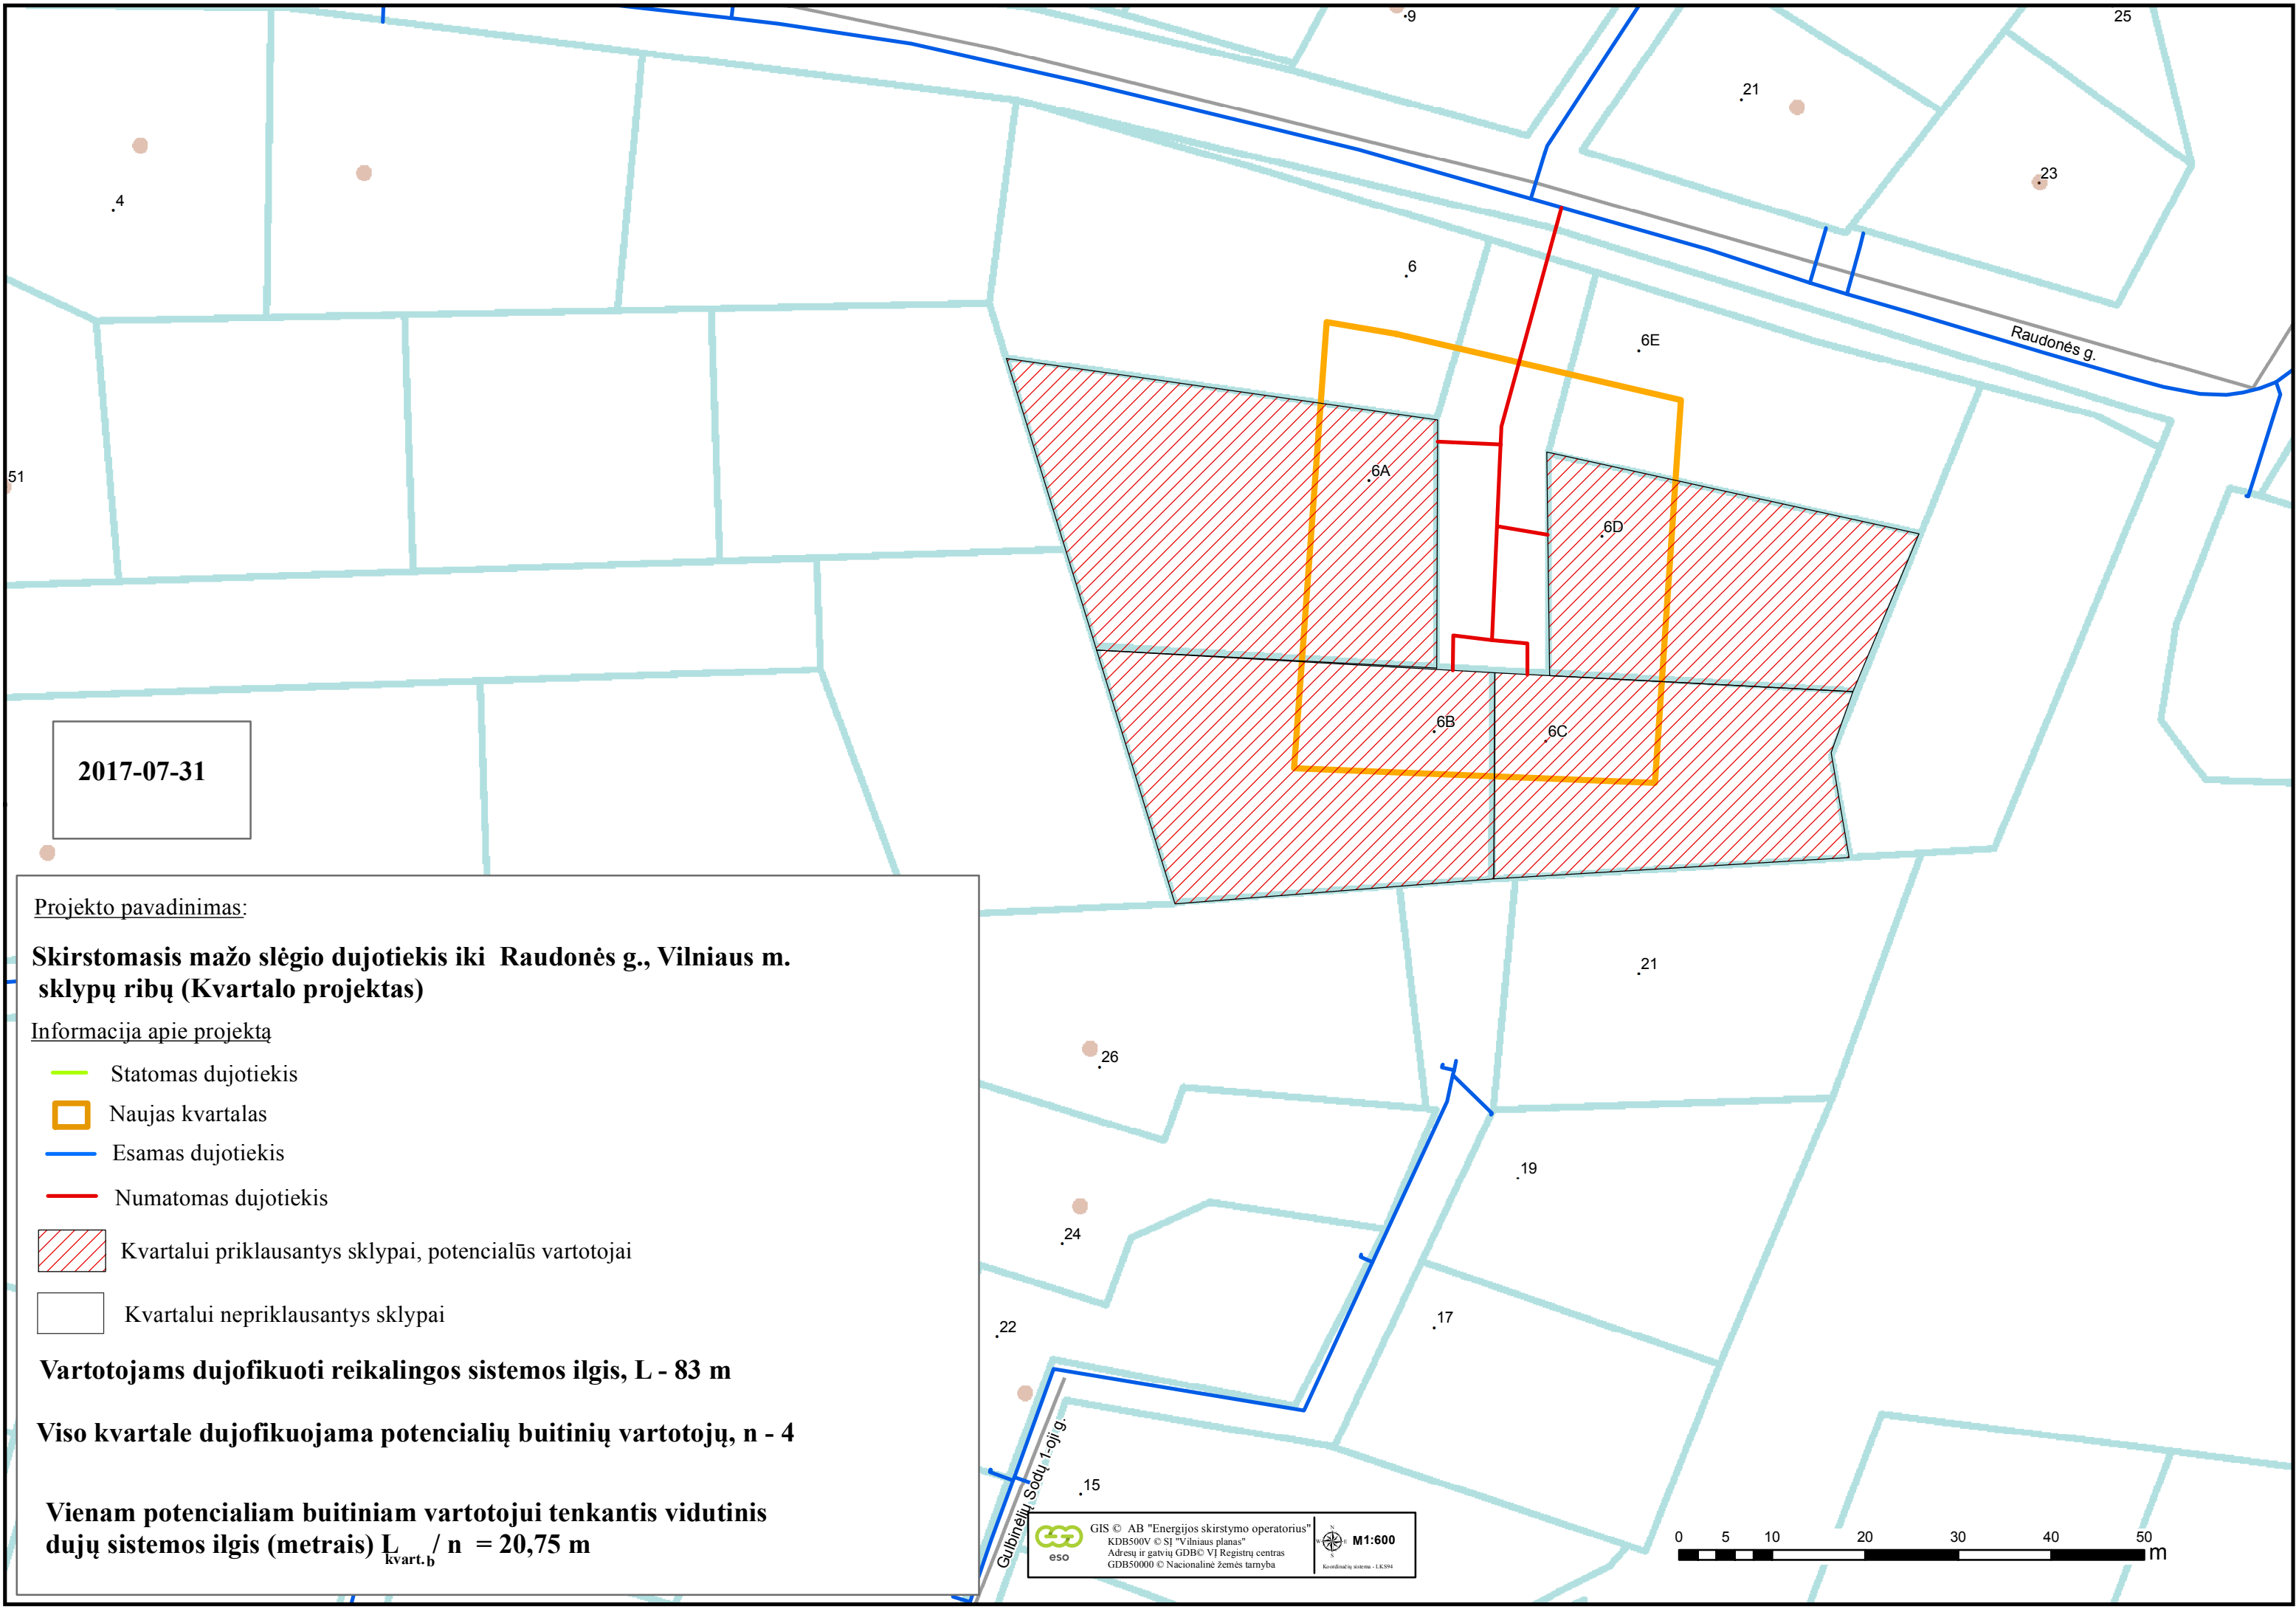 9
25
21
23
4
6
6E
Raudonės g.
51
6A
6D
6B
6C
2017-07-31
Projekto pavadinimas:
Skirstomasis mažo slėgio dujotiekis iki Raudonės g., Vilniaus m.
sklypų ribų (Kvartalo projektas)
Informacija apie projektą
Statomas dujotiekis
Naujas kvartalas
Esamas dujotiekis
Numatomas dujotiekis
Kvartalui priklausantys sklypai, potencialūs vartotojai
Kvartalui nepriklausantys sklypai
Vartotojams dujofikuoti reikalingos sistemos ilgis, L - 83 m
Viso kvartale dujofikuojama potencialių buitinių vartotojų, n - 4
Vienam potencialiam buitiniam vartotojui tenkantis vidutinis
dujų sistemos ilgis (metrais) L kvart.b / n = 20,75 m
21
26
19
24
22
17
15
Gulbinėlių Sodų 1-oji g.
eso
GIS © AB "Energijos skirstymo operatorius"
KDB500V © SĮ "Vilniaus planas"
Adresų ir gatvių GDB© VĮ Registrų centras
GDB50000 © Nacionalinė žemės tarnyba
N
W E
S
M1:600
Koordinačių sistema - LKS94
0 5 10 20 30 40 50
m